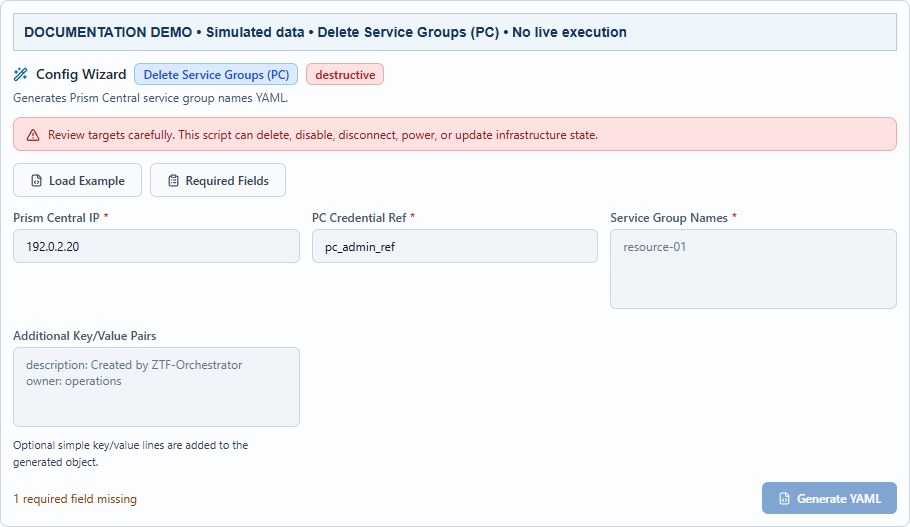 DOCUMENTATION DEMO • Simulated data • Delete Service Groups (PC) • No live execution
Config Wizard Delete Service Groups (PC) destructive
Generates Prism Central service group names YAML.
Review targets carefully. This script can delete, disable, disconnect, power, or update infrastructure state.
Load Example Required Fields
Prism Central IP * PC Credential Ref * Service Group Names *
192.0.2.20 pc_admin_ref resource-01
Additional Key/Value Pairs
description: Created by ZTF-Orchestrator
owner: operations
Optional simple key/value lines are added to the
generated object.
1 required field missing Generate YAML